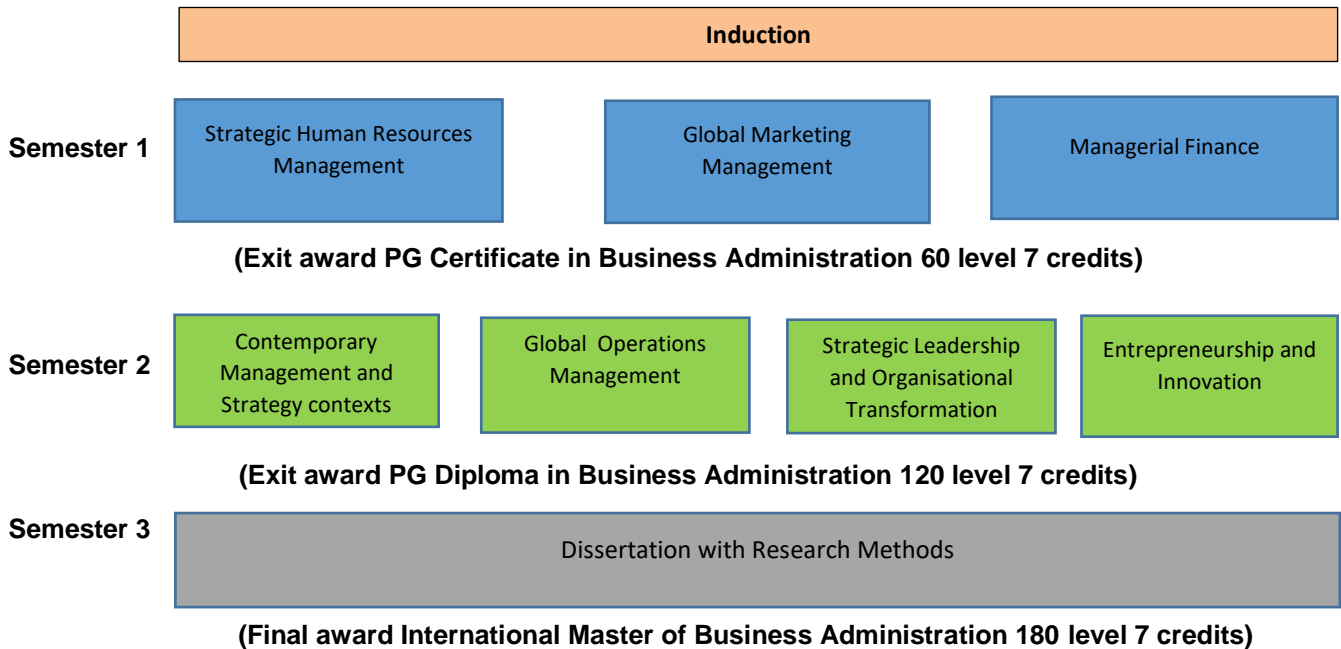 Induction
Semester 1
Strategic Human Resources
Management
Global Marketing
Management
Managerial Finance
(Exit award PG Certificate in Business Administration 60 level 7 credits)
Semester 2
Contemporary
Management and
Strategy contexts
Global  Operations
Management
Strategic Leadership
and Organisational
Transformation
Entrepreneurship and
Innovation
(Exit award PG Diploma in Business Administration 120 level 7 credits)
Semester 3
Dissertation with Research Methods
(Final award International Master of Business Administration 180 level 7 credits)